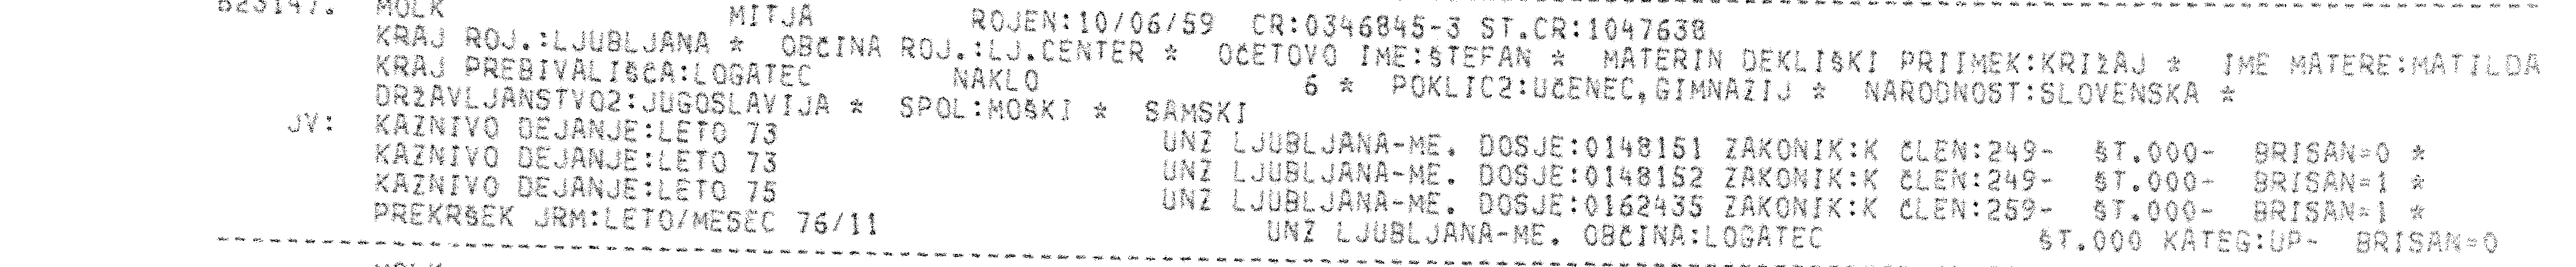 623147. MOLK MITJA ROJEN:10/06/59 CR:0346845-3 ST.CR:1047638
KRAJ ROJ.:LJUBLJANA * OBČINA ROJ.:LJ.CENTER * OČETOVO IME:ŠTEFAN * MATERIN DEKLIŠKI PRIIMEK:KRIŽAJ * IME MATERE:MATILDA
KRAJ PREBIVALIŠČA:LOGATEC NAKLO 6 * POKLIC2:UČENEC,GIMNAZIJ * NARODNOST:SLOVENSKA *
DRŽAVLJANSTVO2:JUGOSLAVIJA * SPOL:MOŠKI * SAMSKI
JV: KAZNIVO DEJANJE:LETO 73 UNZ LJUBLJANA-ME. DOSJE:0148151 ZAKONIK:K ČLEN:249- ŠT.000- BRISAN=0 *
KAZNIVO DEJANJE:LETO 73 UNZ LJUBLJANA-ME. DOSJE:0148152 ZAKONIK:K ČLEN:249- ŠT.000- BRISAN=1 *
KAZNIVO DEJANJE:LETO 75 UNZ LJUBLJANA-ME. DOSJE:0162435 ZAKONIK:K ČLEN:259- ŠT.000- BRISAN=1 *
PREKRŠEK JRM:LETO/MESEC 76/11 UNZ LJUBLJANA-ME. OBČINA:LOGATEC ŠT.000 KATEG:UP- BRISAN=0